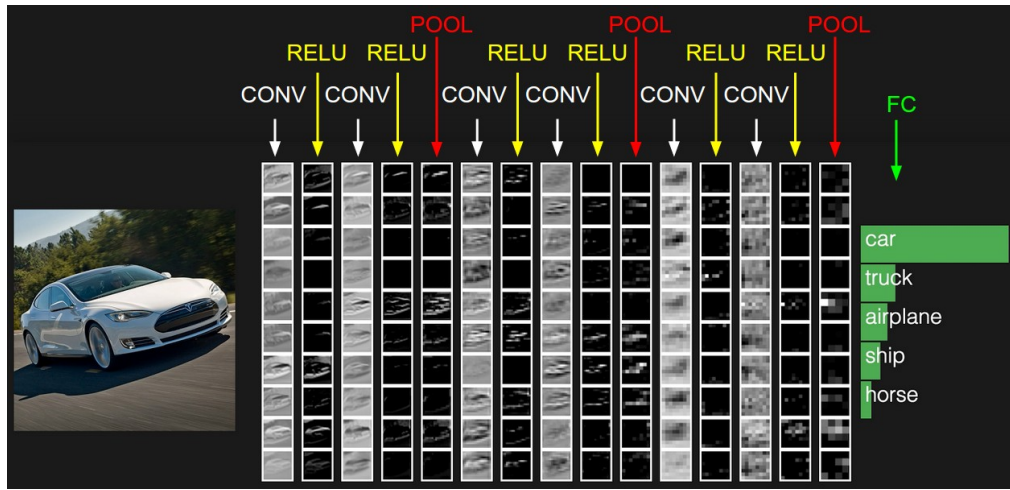 POOL POOL POOL
RELU RELU RELU RELU RELU RELU
CONV CONV CONV CONV CONV CONV
FC
car
truck
airplane
ship
horse